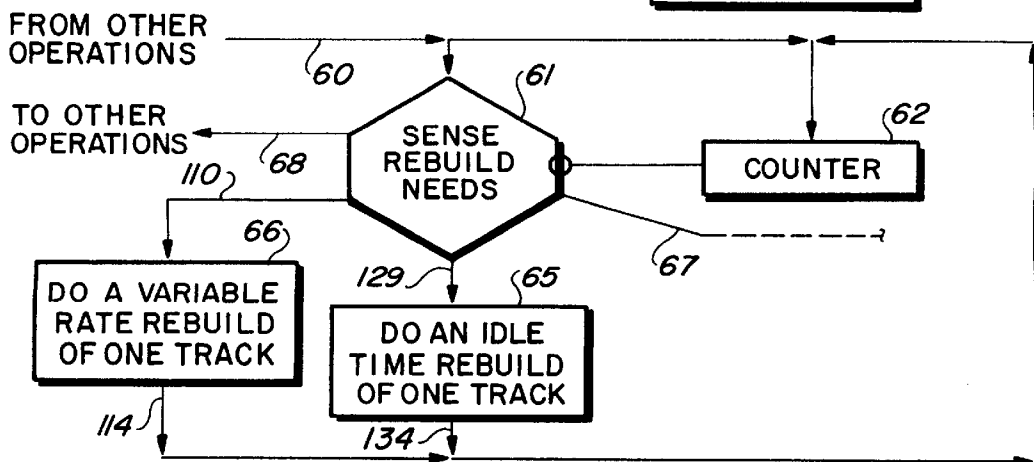 FROM OTHER
OPERATIONS
60
61
TO OTHER
OPERATIONS
68
SENSE
REBUILD
NEEDS
62
COUNTER
110
67
66
129
65
DO A VARIABLE
RATE REBUILD
OF ONE TRACK
DO AN IDLE
TIME REBUILD
OF ONE TRACK
114
134